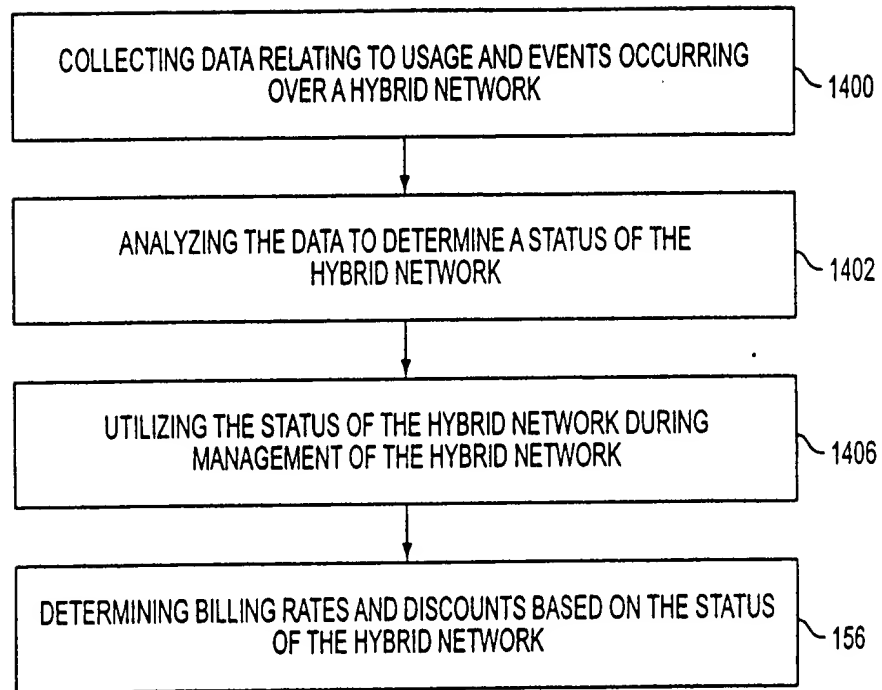 COLLECTING DATA RELATING TO USAGE AND EVENTS OCCURRING
OVER A HYBRID NETWORK
1400
ANALYZING THE DATA TO DETERMINE A STATUS OF THE
HYBRID NETWORK
1402
UTILIZING THE STATUS OF THE HYBRID NETWORK DURING
MANAGEMENT OF THE HYBRID NETWORK
1406
DETERMINING BILLING RATES AND DISCOUNTS BASED ON THE STATUS
OF THE HYBRID NETWORK
156